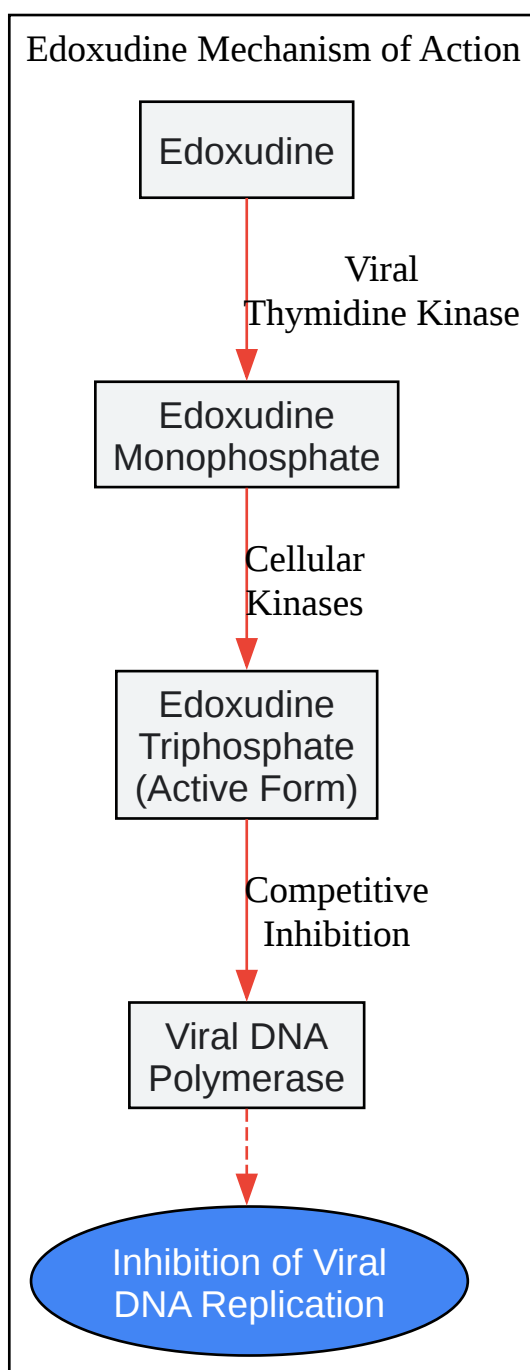 Edoxudine Mechanism of Action
Edoxudine
Viral
Thymidine Kinase
Edoxudine
Monophosphate
Cellular
Kinases
Edoxudine
Triphosphate
(Active Form)
Competitive
Inhibition
Viral DNA
Polymerase
Inhibition of Viral
DNA Replication